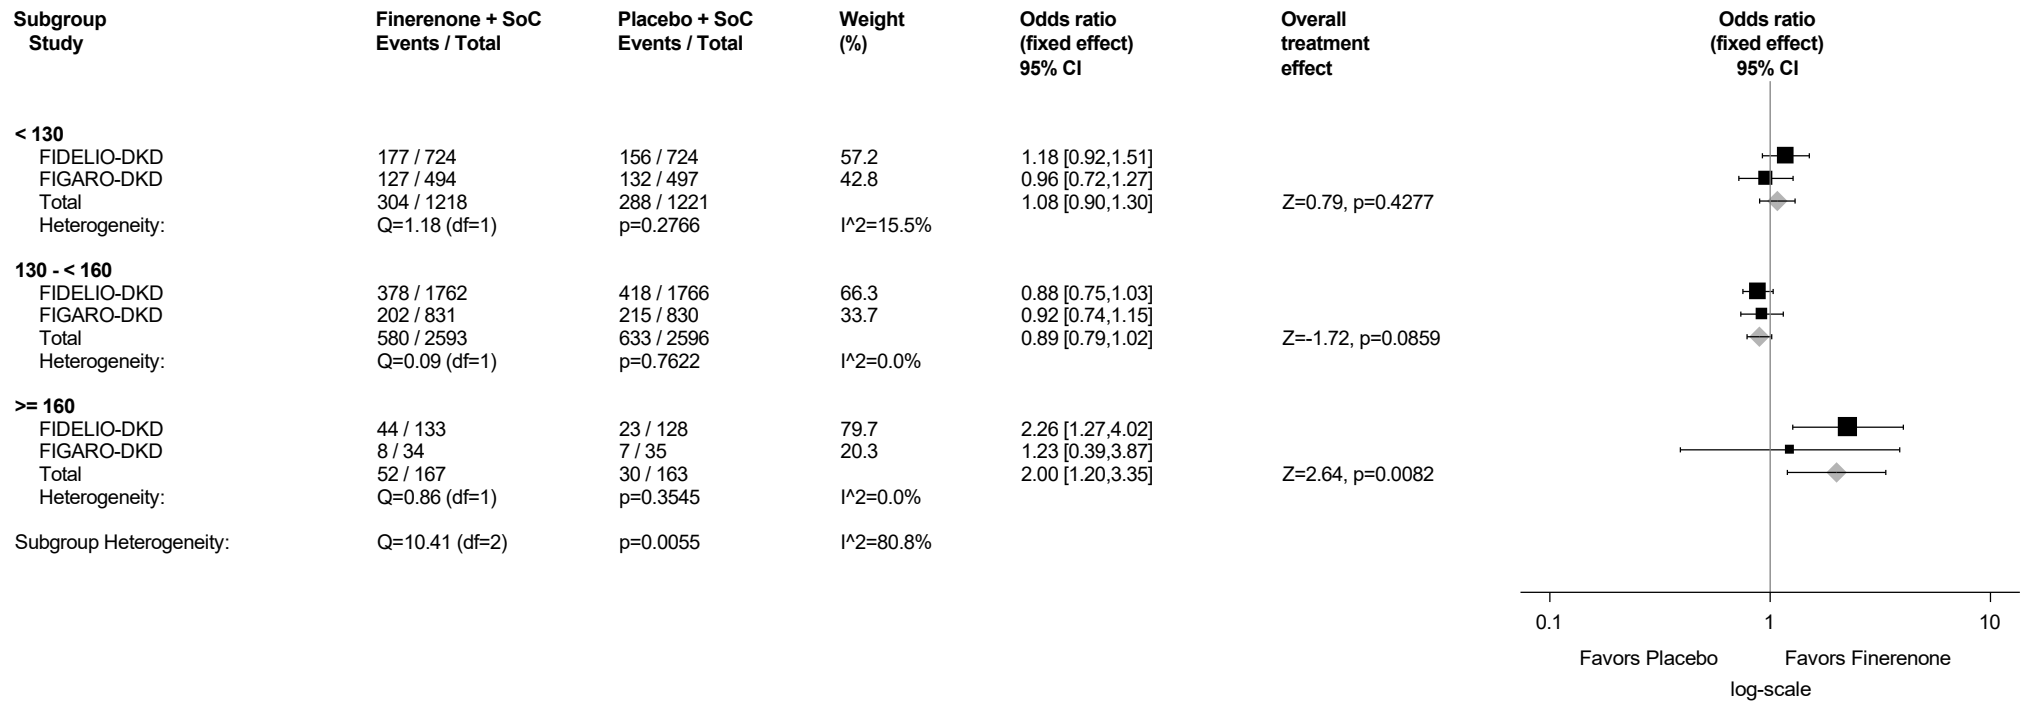 Subgroup Finerenone + SoC Placebo + SoC Weight Odds ratio Overall Odds ratio
Study Events / Total Events / Total (%) (fixed effect) treatment (fixed effect)
95% CI effect 95% CI
< 130
FIDELIO-DKD 177 / 724 156 / 724 57.2 1.18 [0.92,1.51]
FIGARO-DKD 127 / 494 132 / 497 42.8 0.96 [0.72,1.27]
Total 304 / 1218 288 / 1221 1.08 [0.90,1.30] Z=0.79, p=0.4277
Heterogeneity: Q=1.18 (df=1) p=0.2766 I^2=15.5%
130 - < 160
FIDELIO-DKD 378 / 1762 418 / 1766 66.3 0.88 [0.75,1.03]
FIGARO-DKD 202 / 831 215 / 830 33.7 0.92 [0.74,1.15]
Total 580 / 2593 633 / 2596 0.89 [0.79,1.02] Z=-1.72, p=0.0859
Heterogeneity: Q=0.09 (df=1) p=0.7622 I^2=0.0%
>= 160
FIDELIO-DKD 44 / 133 23 / 128 79.7 2.26 [1.27,4.02]
FIGARO-DKD 8 / 34 7 / 35 20.3 1.23 [0.39,3.87]
Total 52 / 167 30 / 163 2.00 [1.20,3.35] Z=2.64, p=0.0082
Heterogeneity: Q=0.86 (df=1) p=0.3545 I^2=0.0%
Subgroup Heterogeneity: Q=10.41 (df=2) p=0.0055 I^2=80.8%
0.1 1 10
Favors Placebo Favors Finerenone
log-scale